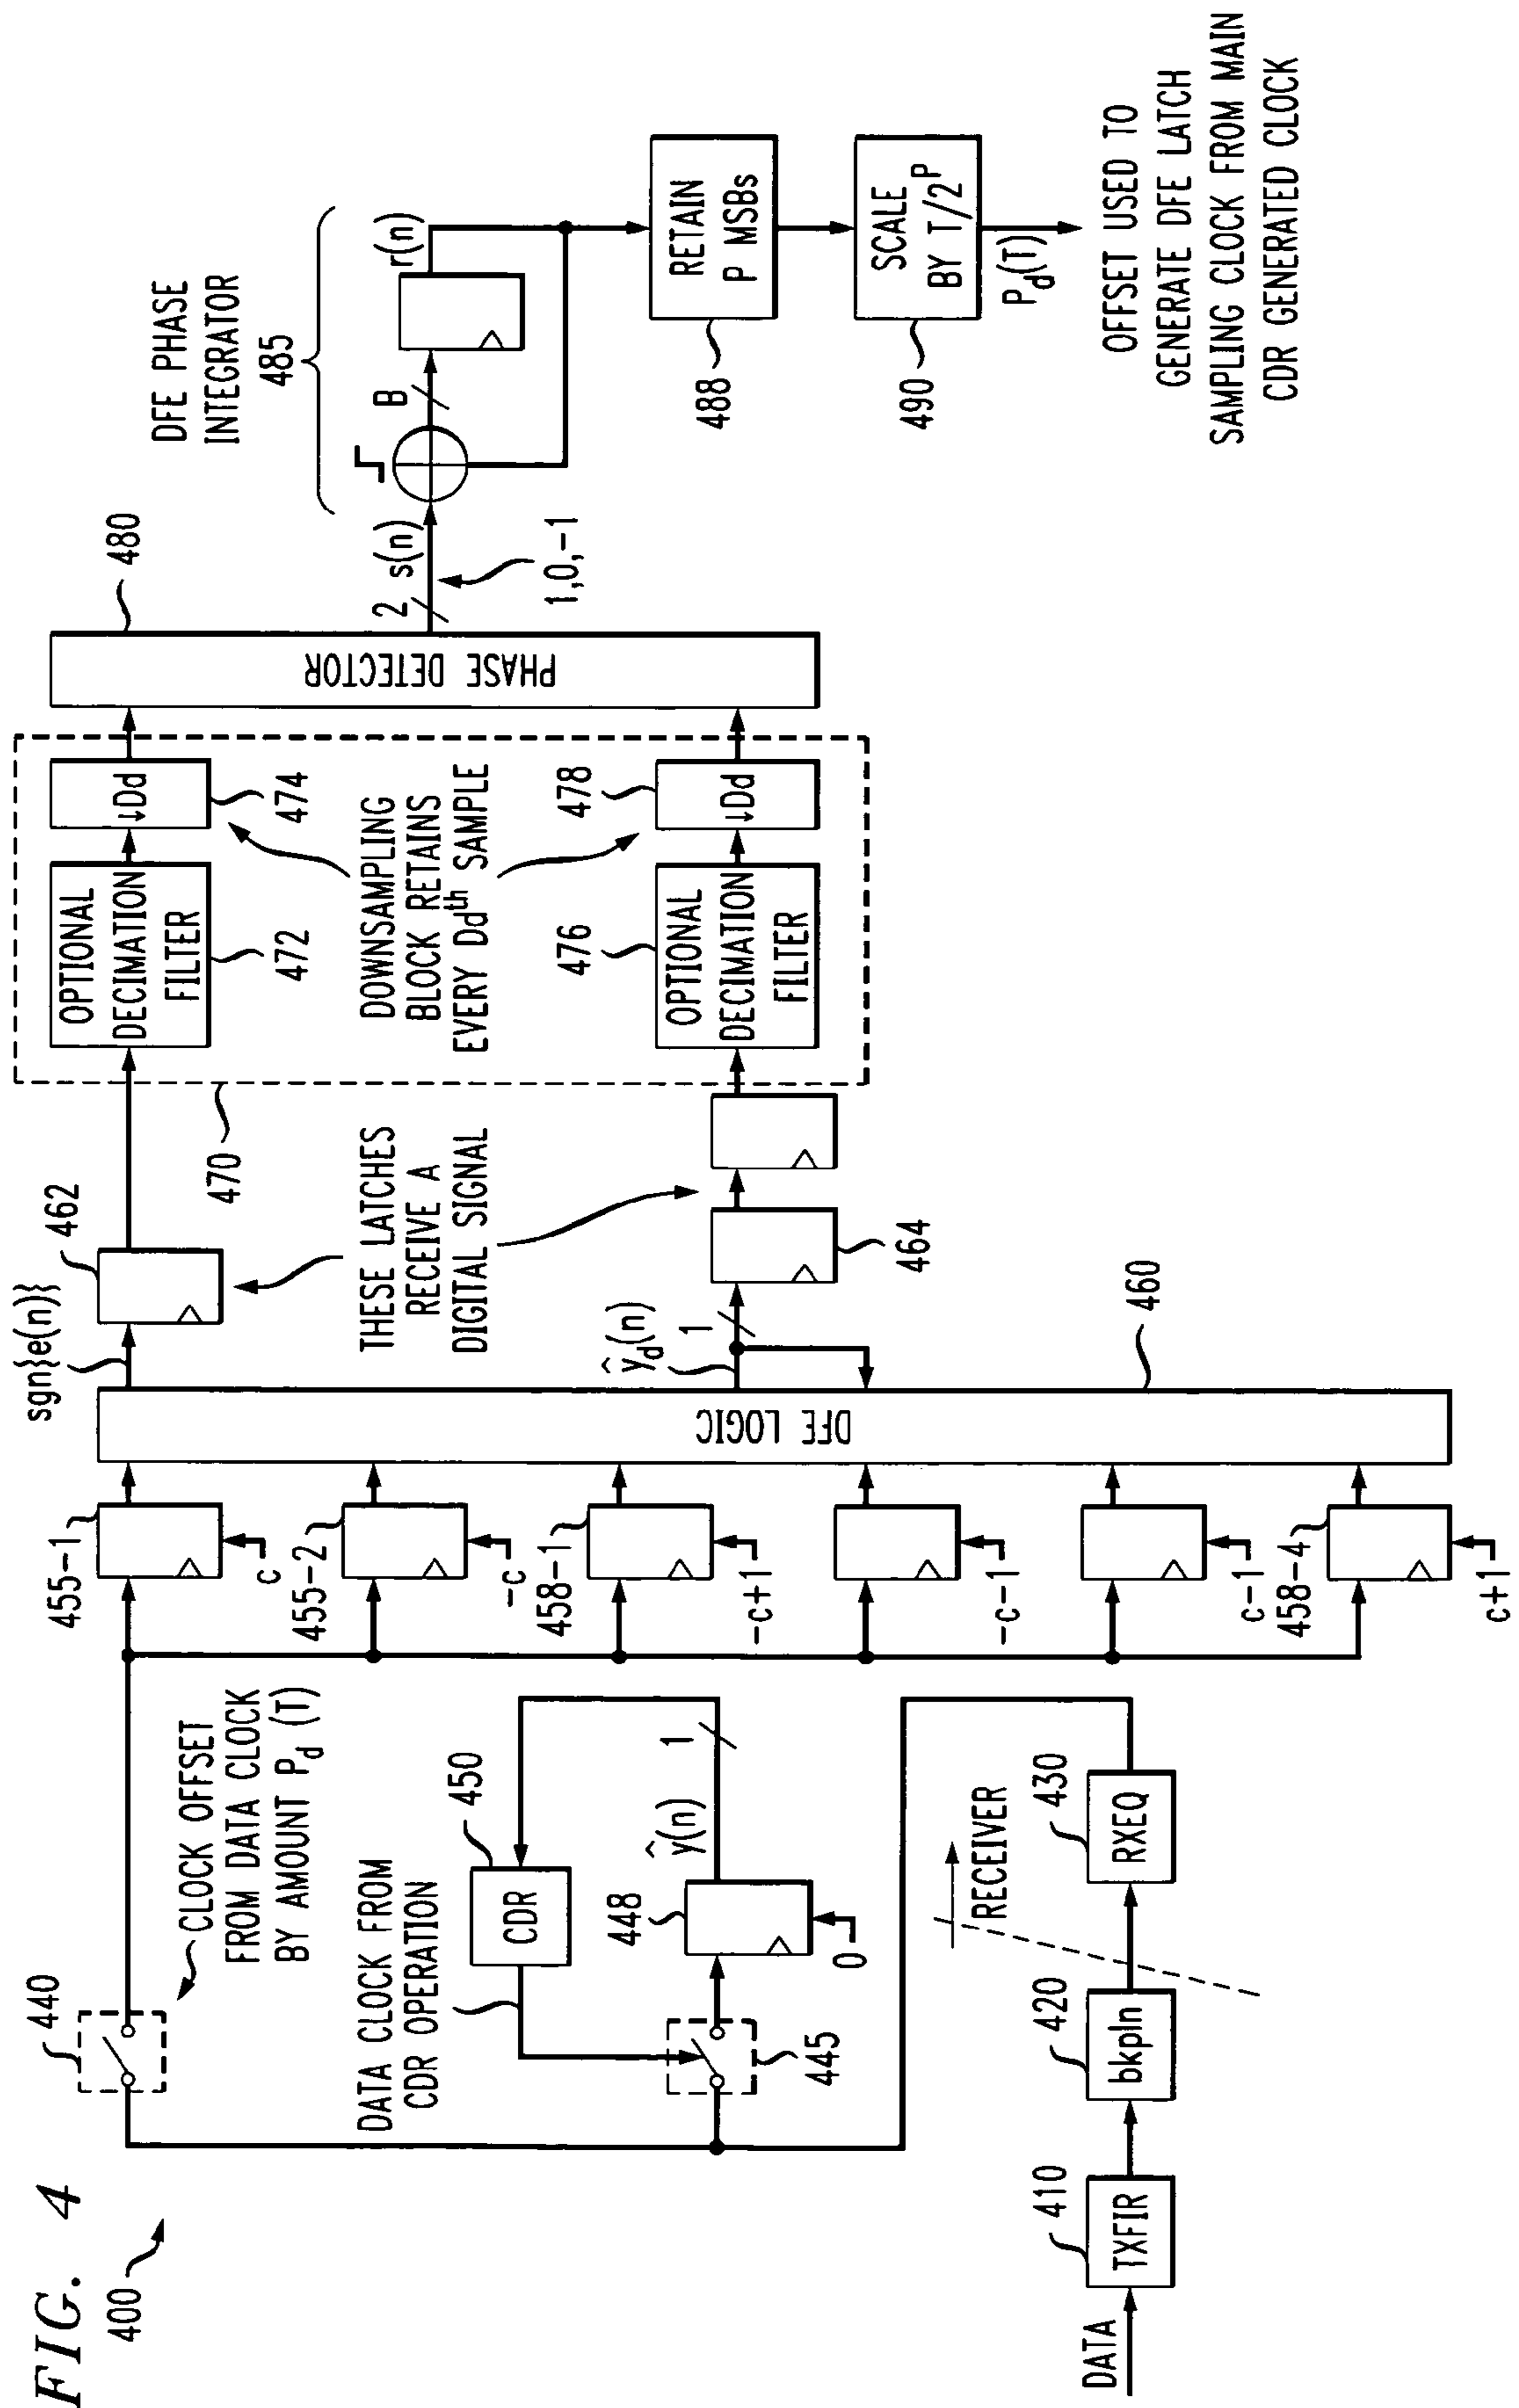 FIG. 4
400
DATA
TXFIR
410
bkpln
420
RECEIVER
RXEQ
430
440
CLOCK OFFSET
FROM DATA CLOCK
BY AMOUNT Pd (T)
DATA CLOCK FROM
CDR OPERATION
445
CDR
450
448
0
ŷ(n)
1
455-1
c
455-2
-c
458-1
-c+1
-c-1
c-1
458-4
c+1
DFE LOGIC
460
sgn{e(n)}
462
ŷd(n)
1
464
THESE LATCHES
RECEIVE A
DIGITAL SIGNAL
470
OPTIONAL
DECIMATION
FILTER
472
↓Dd
474
DOWNSAMPLING
BLOCK RETAINS
EVERY Ddth SAMPLE
OPTIONAL
DECIMATION
FILTER
476
↓Dd
478
PHASE DETECTOR
480
2
s(n)
1,0,-1
DFE PHASE
INTEGRATOR
485
B
r(n)
RETAIN
P MSBs
488
SCALE
BY T/2^P
490
Pd(T)
OFFSET USED TO
GENERATE DFE LATCH
SAMPLING CLOCK FROM MAIN
CDR GENERATED CLOCK